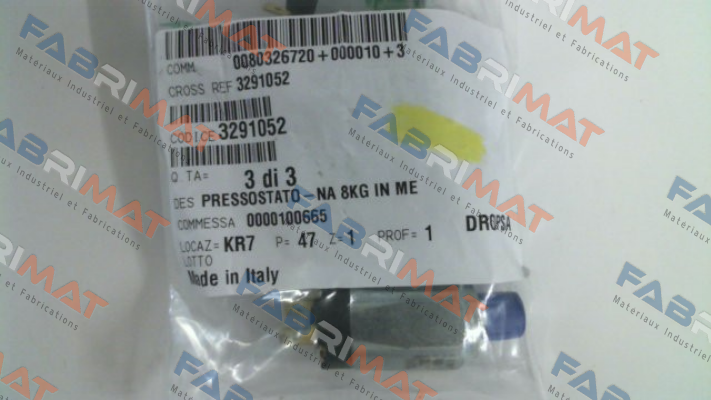 COMM. 0080326720+000010+3
CROSS REF 3291052
CODICE 3291052
Q.TA= 3 di 3
DES PRESSOSTATO-NA 8KG IN ME
COMMESSA 0000100665
DROPSA
LOCAZ= KR7 P= 47 Z=1 PROF= 1
LOTTO
Made in Italy
FABRIMAT
Materiaux Industriel et Fabrications